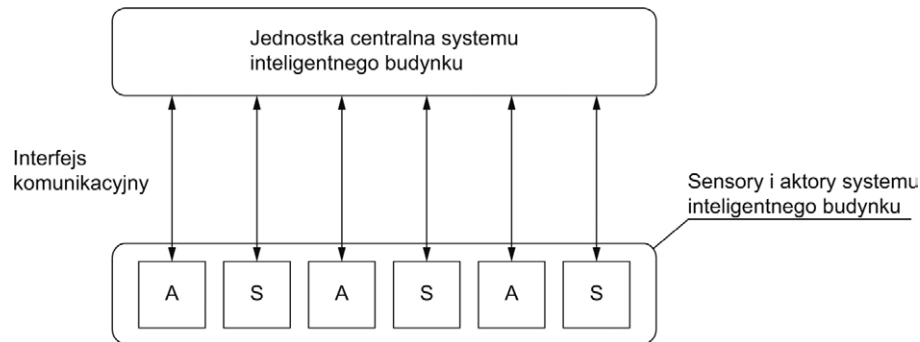 Jednostka centralna systemu
inteligentnego budynku
Interfejs
komunikacyjny
Sensory i aktory systemu
inteligentnego budynku
A S A S A S